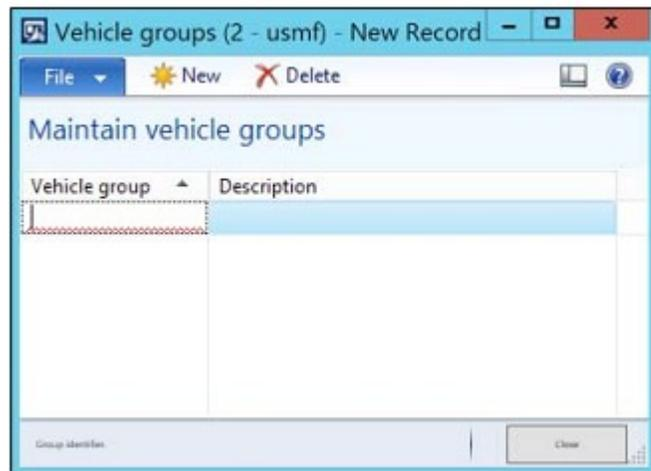 Vehicle groups (2 - usmf) - New Record
File New Delete
Maintain vehicle groups
Vehicle group Description
Group identifier.
Close